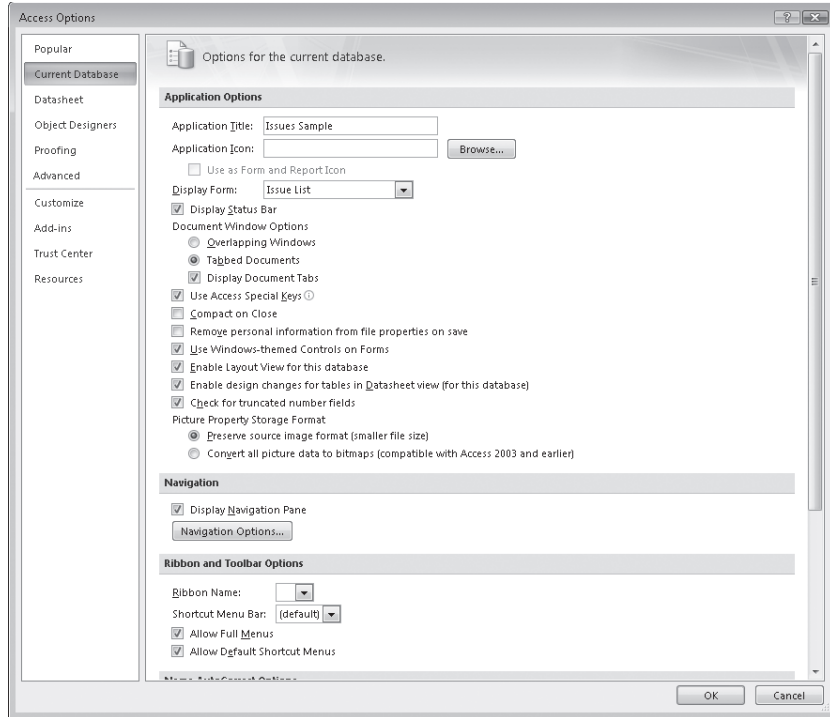 Access Options
Popular
Current Database
Datasheet
Object Designers
Proofing
Advanced
Customize
Add-ins
Trust Center
Resources
Options for the current database.
Application Options
Application Title: Issues Sample
Application Icon: Browse...
Use as Form and Report Icon
Display Form: Issue List
Display Status Bar
Document Window Options
Overlapping Windows
Tabbed Documents
Display Document Tabs
Use Access Special Keys
Compact on Close
Remove personal information from file properties on save
Use Windows-themed Controls on Forms
Enable Layout View for this database
Enable design changes for tables in Datasheet view (for this database)
Check for truncated number fields
Picture Property Storage Format
Preserve source image format (smaller file size)
Convert all picture data to bitmaps (compatible with Access 2003 and earlier)
Navigation
Display Navigation Pane
Navigation Options...
Ribbon and Toolbar Options
Ribbon Name:
Shortcut Menu Bar: (default)
Allow Full Menus
Allow Default Shortcut Menus
Name AutoCorrect Options
OK Cancel